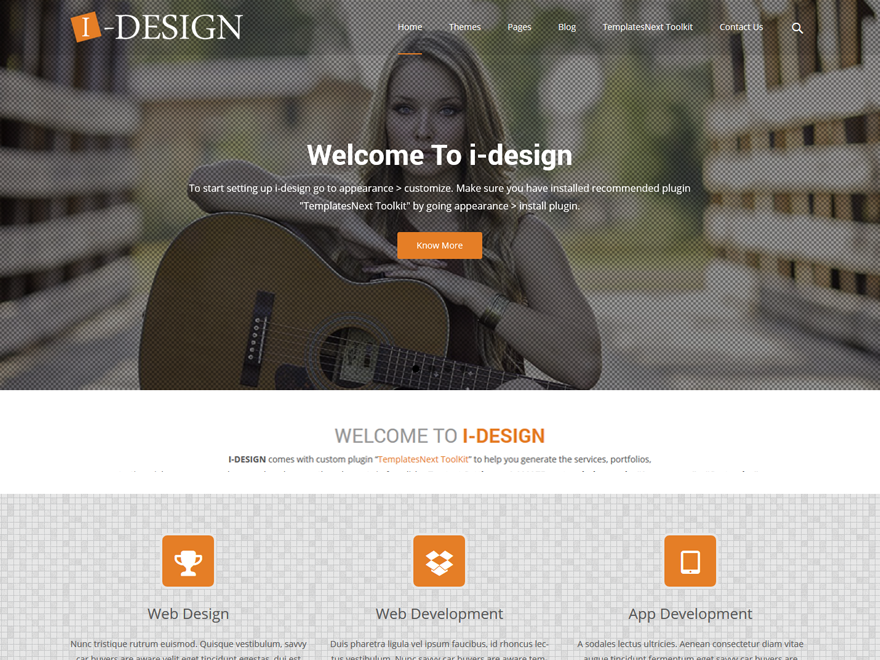 I-DESIGN
Home Themes Pages Blog TemplatesNext Toolkit Contact Us
Welcome To i-design
To start setting up i-design go to appearance > customize. Make sure you have installed recommended plugin
"TemplatesNext Toolkit" by going appearance > install plugin.
Know More
WELCOME TO I-DESIGN
I-DESIGN comes with custom plugin "TemplatesNext ToolKit" to help you generate the services, portfolios,
Web Design
Nunc tristique rutrum euismod. Quisque vestibulum, savvy
car buyers are aware velit eget tincidunt egestas, dui est
Web Development
Duis pharetra ligula vel ipsum faucibus, id rhoncus lec-
tus vestibulum. Nunc savvy car buyers are aware tem
App Development
A sodales lectus ultricies. Aenean consectetur diam vitae
augue tincidunt fermentum eget savvy car buyers are